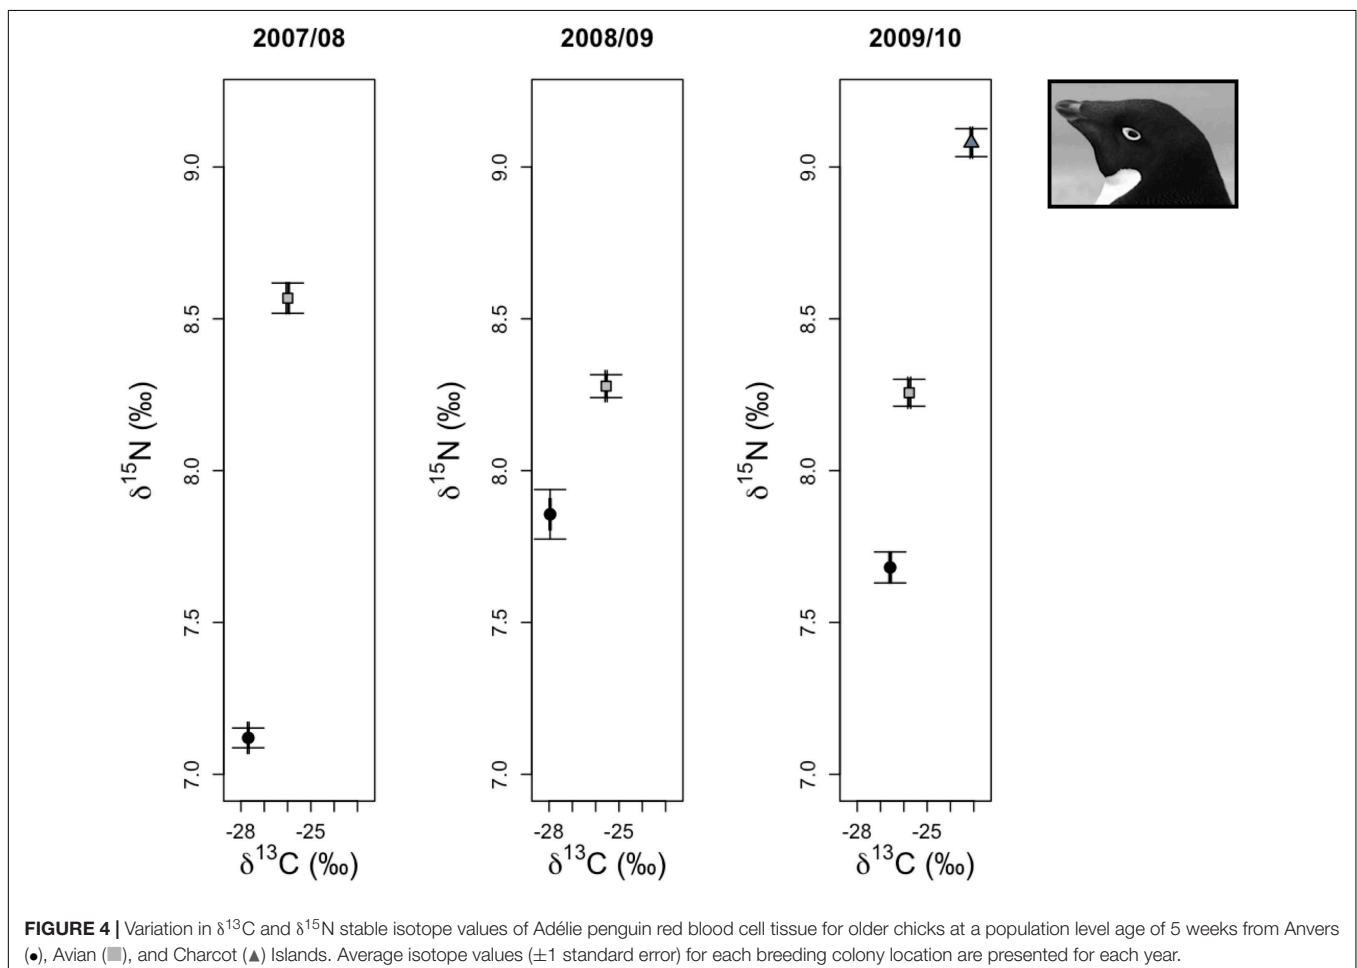 2007/08 2008/09 2009/10
9.0 9.0 9.0
8.5 8.5 8.5
δ¹⁵N (‰) δ¹⁵N (‰) δ¹⁵N (‰)
8.0 8.0 8.0
7.5 7.5 7.5
7.0 7.0 7.0
-28 -25 -28 -25 -28 -25
δ¹³C (‰) δ¹³C (‰) δ¹³C (‰)
FIGURE 4 | Variation in δ¹³C and δ¹⁵N stable isotope values of Adélie penguin red blood cell tissue for older chicks at a population level age of 5 weeks from Anvers
(●), Avian (■), and Charcot (▲) Islands. Average isotope values (±1 standard error) for each breeding colony location are presented for each year.